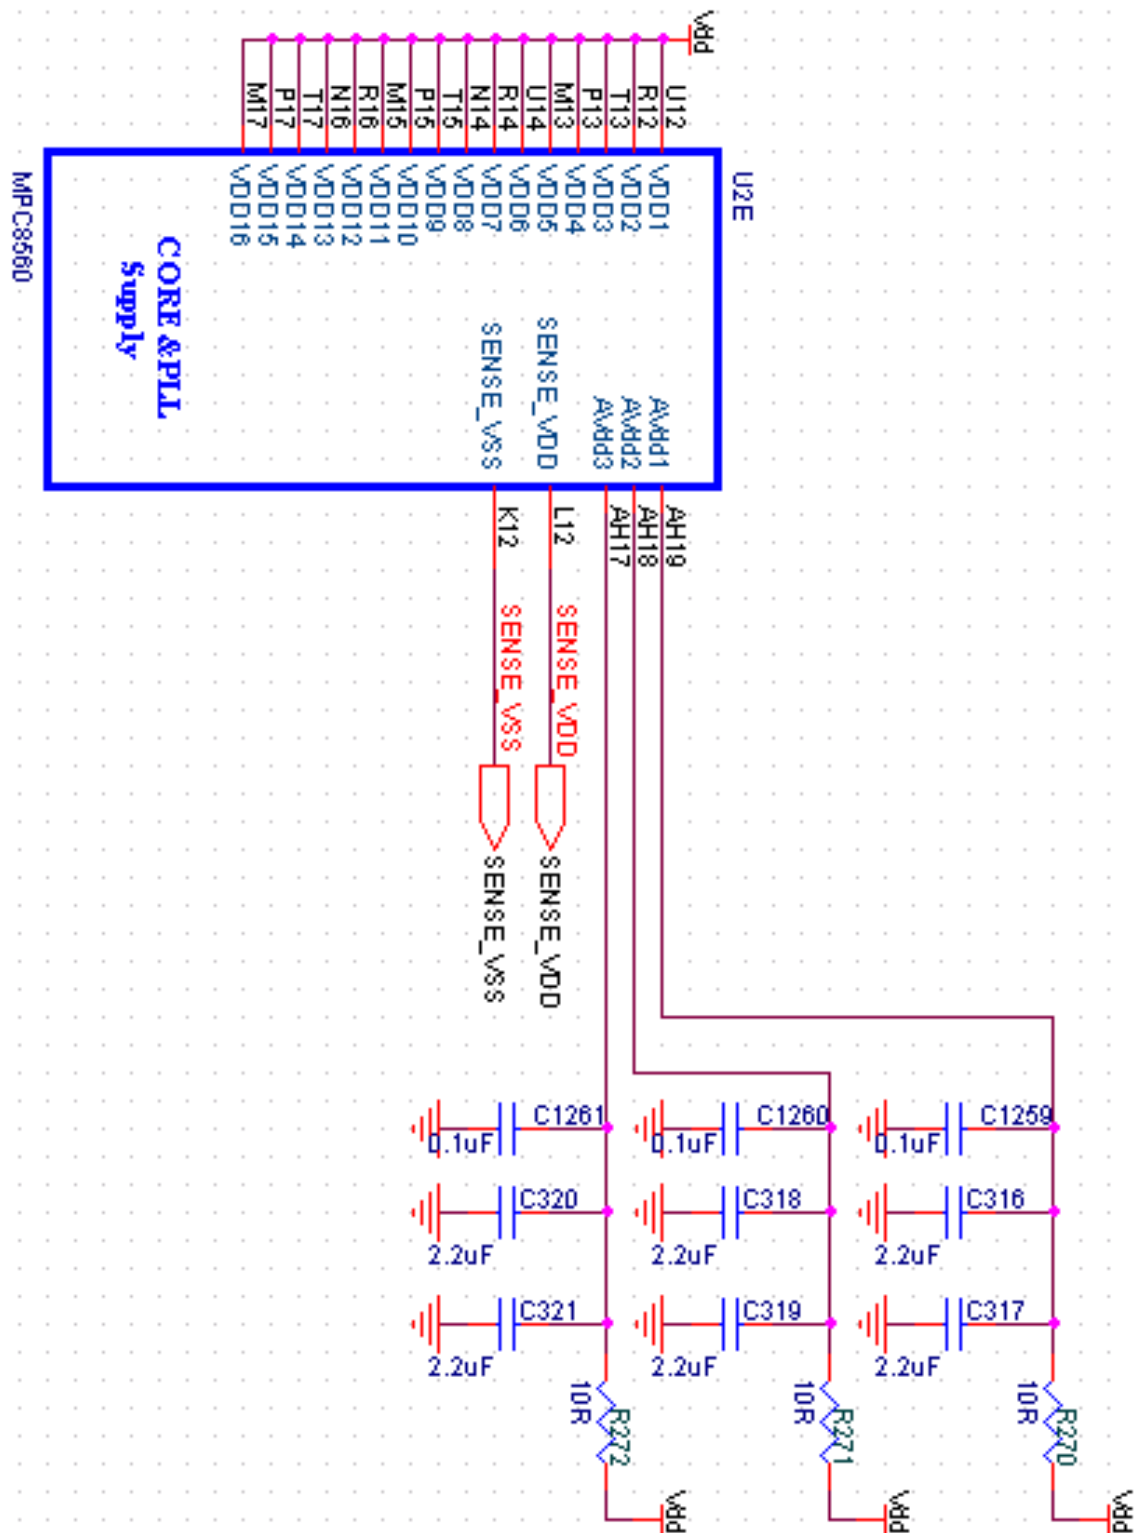 Vdd
U12
R12
T13
P13
M13
U14
R14
N14
T15
P15
M15
R16
N16
T17
P17
M17
U2E
VDD1
VDD2
VDD3
VDD4
VDD5
VDD6
VDD7
VDD8
VDD9
VDD10
VDD11
VDD12
VDD13
VDD14
VDD15
VDD16
MPC8560
CORE &PLL
Supply
AVdd1
AVdd2
AVdd3
SENSE_VDD
SENSE_VSS
AH19
AH18
AH17
L12
K12
SENSE_VDD
SENSE_VSS
SENSE_VDD
SENSE_VSS
C1261
0.1uF
C1260
0.1uF
C1259
0.1uF
C320
2.2uF
C318
2.2uF
C316
2.2uF
C321
2.2uF
C319
2.2uF
C317
2.2uF
10R
R272
10R
R271
10R
R270
Vdd
Vdd
Vdd